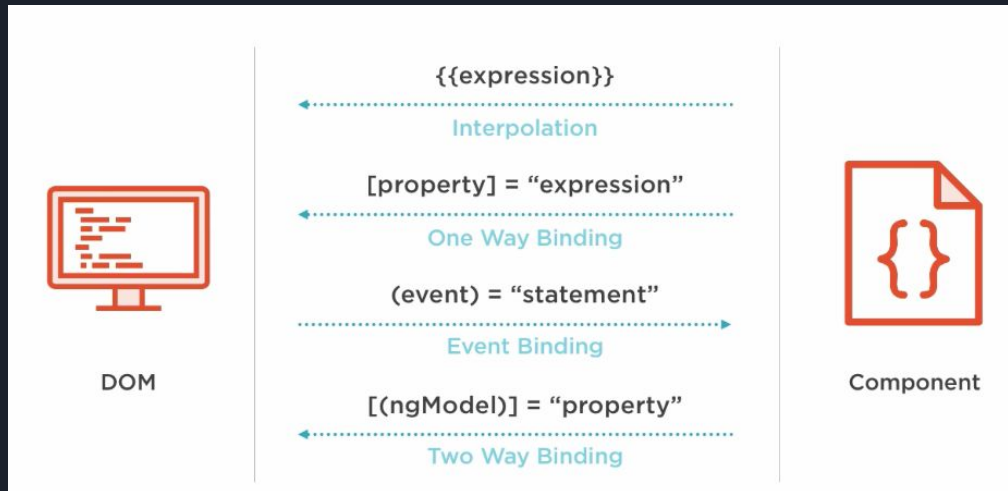 {{expression}}
Interpolation
[property] = “expression”
One Way Binding
(event) = “statement”
Event Binding
DOM
Component
[(ngModel)] = “property”
Two Way Binding